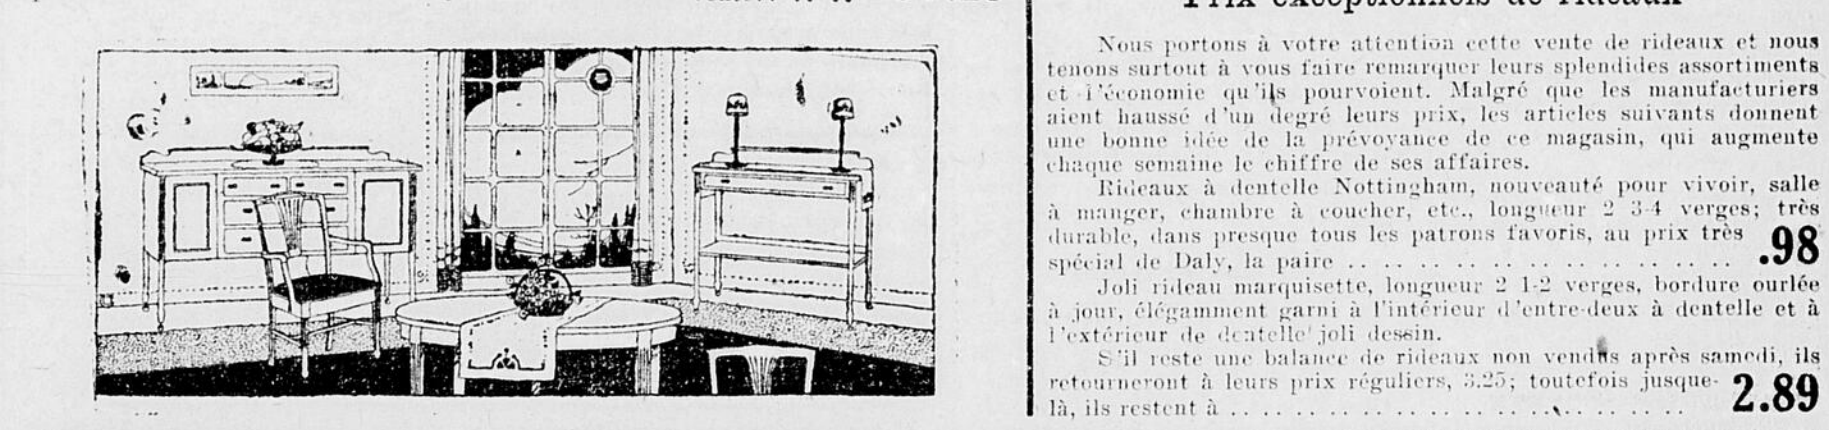 Prix exceptionnels de rideaux
Nous portons à votre attention cette vente de rideaux et nous
tenons surtout à vous faire remarquer leurs splendides assortiments
et l'économie qu'ils pourvoient. Malgré que les manufacturiers
aient haussé d'un degré leurs prix, les articles suivants donnent
une bonne idée de la prévoyance de ce magasin, qui augmente
chaque semaine le chiffre de ses affaires.
Rideaux à dentelle Nottingham, nouveauté pour vivoir, salle
à manger, chambre à coucher, etc., longueur 2 3-4 verges; très
durable, dans presque tous les patrons favoris, au prix très
spécial de Daly, la paire .. .. .. .. .. .. .. .. .. .. .. .. .98
Joli rideau marquisette, longueur 2 1-2 verges, bordure ourlée
à jour, élégamment garni à l'intérieur d'entre-deux à dentelle et à
l'extérieur de dentelle joli dessin.
S'il reste une balance de rideaux non vendus après samedi, ils
retourneront à leurs prix réguliers, 3.25; toutefois jusque-
là, ils restent à .. .. .. .. .. .. .. .. .. .. .. .. .. .. 2.89